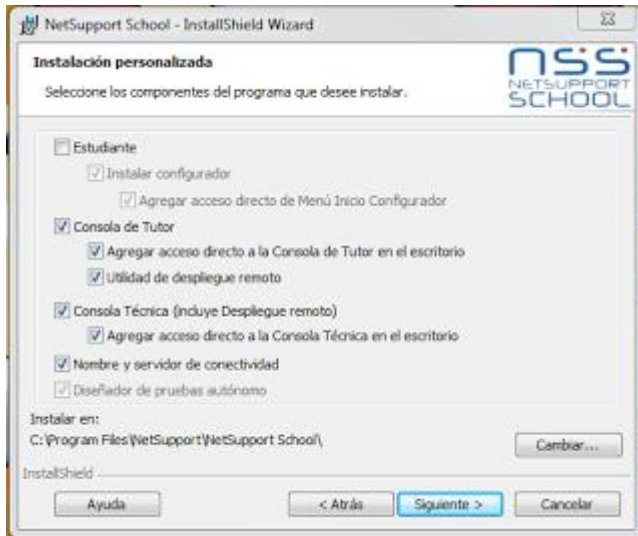 NetSupport School - InstallShield Wizard
Instalación personalizada
Seleccione los componentes del programa que desee instalar.
nss
NETSUPPORT
SCHOOL
Estudiante
Instalar configurador
Agregar acceso directo de Menú Inicio Configurador
Consola de Tutor
Agregar acceso directo a la Consola de Tutor en el escritorio
Utilidad de despliegue remoto
Consola Técnica (incluye Despliegue remoto)
Agregar acceso directo a la Consola Técnica en el escritorio
Nombre y servidor de conectividad
Diseñador de pruebas autónomo
Instalar en:
C:\Program Files\NetSupport\NetSupport School\
Cambiar...
InstallShield
Ayuda
< Atrás
Siguiente >
Cancelar